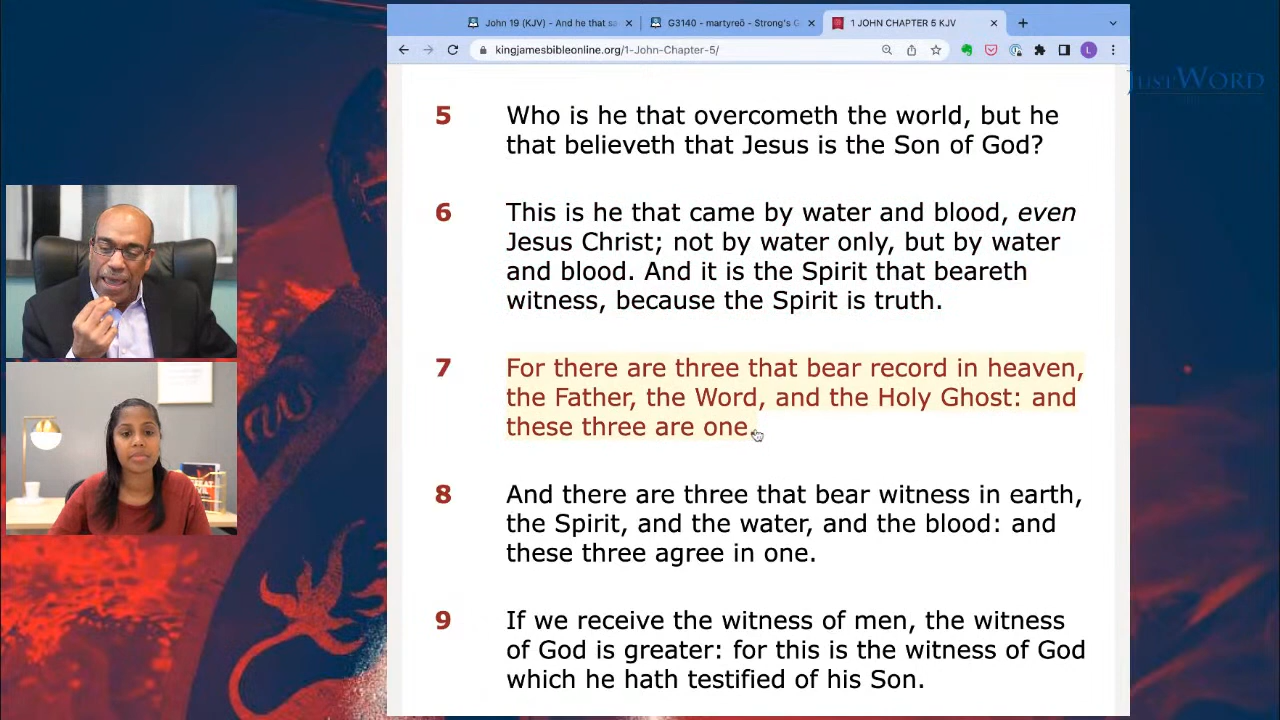 John 19 (KJV) - And he that sa
G3140 - martyreō - Strong's G
1 JOHN CHAPTER 5 KJV
kingjamesbibleonline.org/1-John-Chapter-5/
L
JUSTWORD
5 Who is he that overcometh the world, but he
that believeth that Jesus is the Son of God?
6 This is he that came by water and blood, even
Jesus Christ; not by water only, but by water
and blood. And it is the Spirit that beareth
witness, because the Spirit is truth.
7 For there are three that bear record in heaven,
the Father, the Word, and the Holy Ghost: and
these three are one.
8 And there are three that bear witness in earth,
the Spirit, and the water, and the blood: and
these three agree in one.
9 If we receive the witness of men, the witness
of God is greater: for this is the witness of God
which he hath testified of his Son.